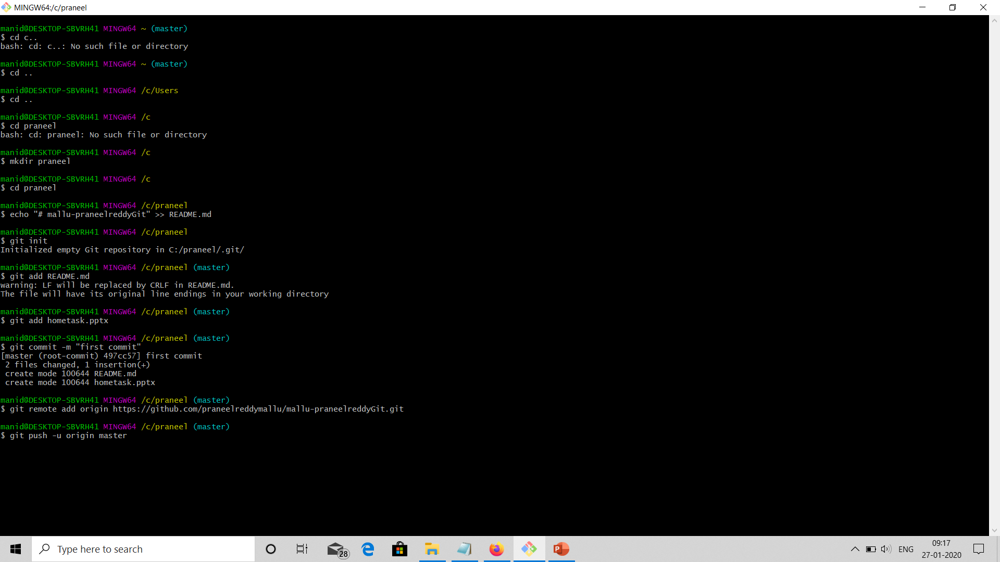 MINGW64:/c/praneel
manid@DESKTOP-SBVRH41 MINGW64 ~ (master)
$ cd c..
bash: cd: c..: No such file or directory
manid@DESKTOP-SBVRH41 MINGW64 ~ (master)
$ cd ..
manid@DESKTOP-SBVRH41 MINGW64 /c/Users
$ cd ..
manid@DESKTOP-SBVRH41 MINGW64 /c
$ cd praneel
bash: cd: praneel: No such file or directory
manid@DESKTOP-SBVRH41 MINGW64 /c
$ mkdir praneel
manid@DESKTOP-SBVRH41 MINGW64 /c
$ cd praneel
manid@DESKTOP-SBVRH41 MINGW64 /c/praneel
$ echo "# mallu-praneelreddyGit" >> README.md
manid@DESKTOP-SBVRH41 MINGW64 /c/praneel
$ git init
Initialized empty Git repository in C:/praneel/.git/
manid@DESKTOP-SBVRH41 MINGW64 /c/praneel (master)
$ git add README.md
warning: LF will be replaced by CRLF in README.md.
The file will have its original line endings in your working directory
manid@DESKTOP-SBVRH41 MINGW64 /c/praneel (master)
$ git add hometask.pptx
manid@DESKTOP-SBVRH41 MINGW64 /c/praneel (master)
$ git commit -m "first commit"
[master (root-commit) 497cc57] first commit
 2 files changed, 1 insertion(+)
 create mode 100644 README.md
 create mode 100644 hometask.pptx
manid@DESKTOP-SBVRH41 MINGW64 /c/praneel (master)
$ git remote add origin https://github.com/praneelreddymallu/mallu-praneelreddyGit.git
manid@DESKTOP-SBVRH41 MINGW64 /c/praneel (master)
$ git push -u origin master
Type here to search
28
P
ENG
09:17
27-01-2020